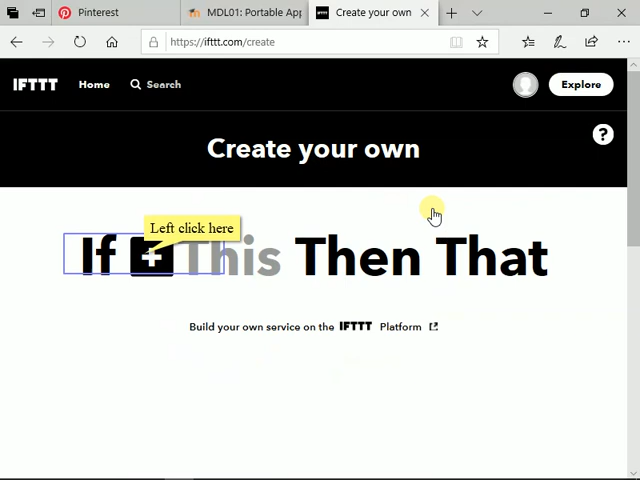 Pinterest
MDL01: Portable App
Create your own
https://ifttt.com/create
IFTTT
Home
Search
Explore
Create your own
?
Left click here
If This Then That
Build your own service on the IFTTT Platform